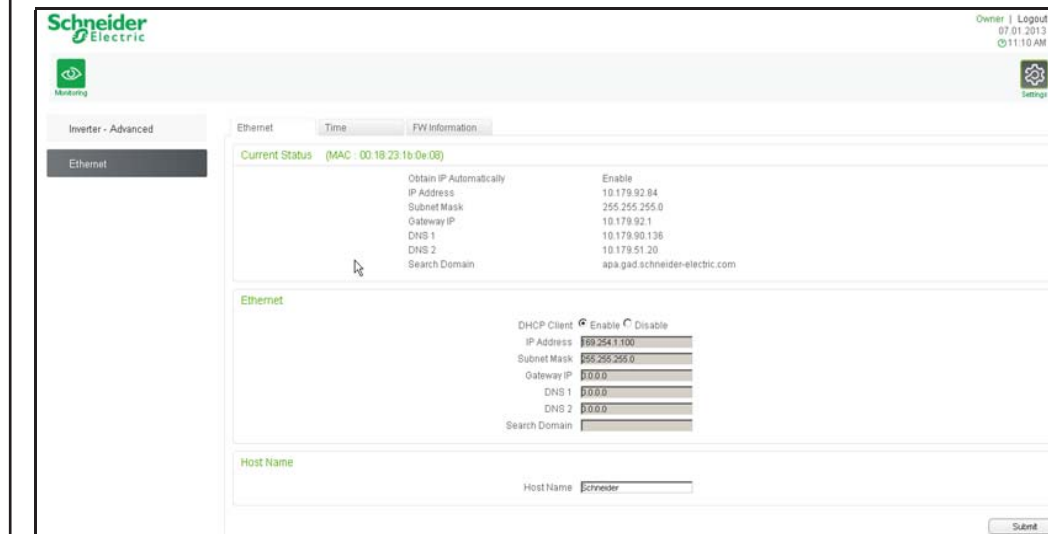 Schneider
Electric
Owner | Logout
07.01.2013
11:10 AM
Monitoring
Settings
Inverter - Advanced
Ethernet
Ethernet Time FW Information
Current Status (MAC : 00.18.23.1b.0e.08)
Obtain IP Automatically Enable
IP Address 10.179.92.84
Subnet Mask 255.255.255.0
Gateway IP 10.179.92.1
DNS 1 10.179.90.136
DNS 2 10.179.51.20
Search Domain apa.gad.schneider-electric.com
Ethernet
DHCP Client Enable Disable
IP Address 169.254.1.100
Subnet Mask 255.255.255.0
Gateway IP 0.0.0.0
DNS 1 0.0.0.0
DNS 2 0.0.0.0
Search Domain
Host Name
Host Name Schneider
Submit